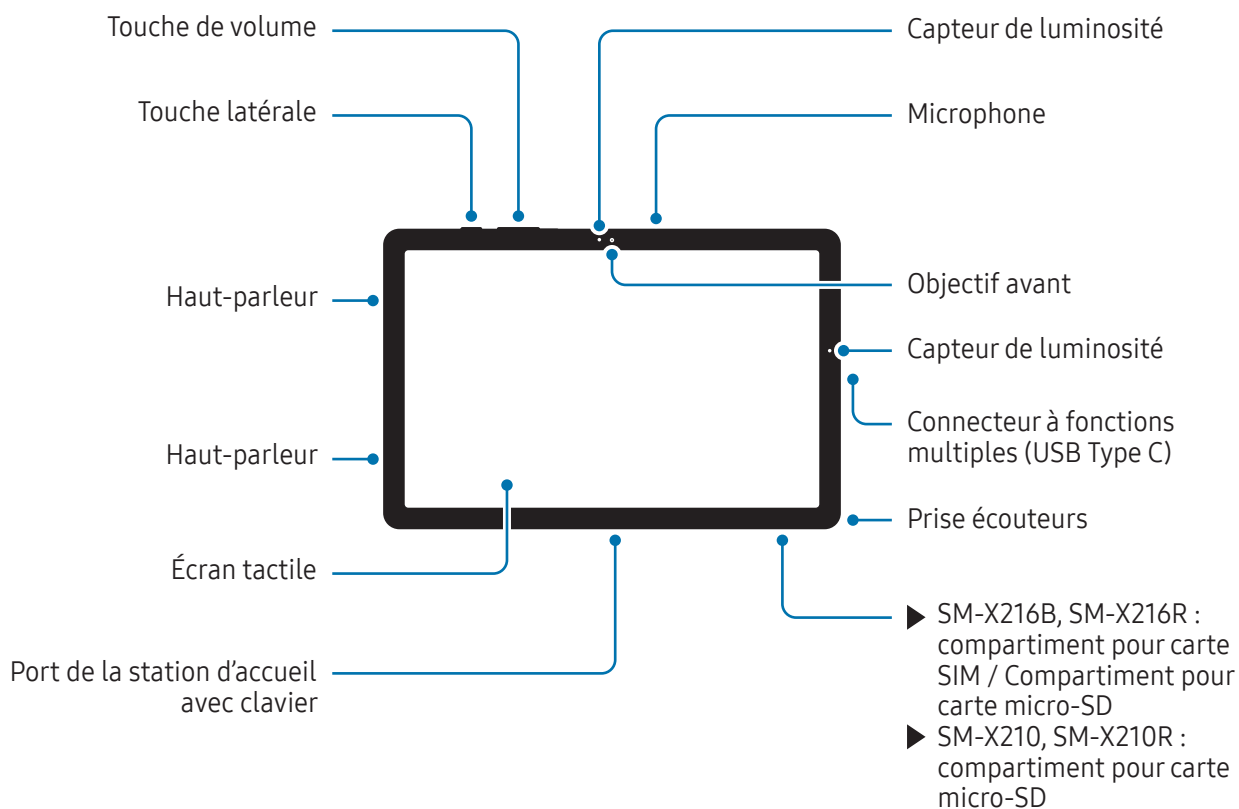 Touche de volume
Touche latérale
Haut-parleur
Haut-parleur
Écran tactile
Port de la station d’accueil
avec clavier
Capteur de luminosité
Microphone
Objectif avant
Capteur de luminosité
Connecteur à fonctions
multiples (USB Type C)
Prise écouteurs
▶ SM-X216B, SM-X216R :
compartiment pour carte
SIM / Compartiment pour
carte micro-SD
▶ SM-X210, SM-X210R :
compartiment pour carte
micro-SD